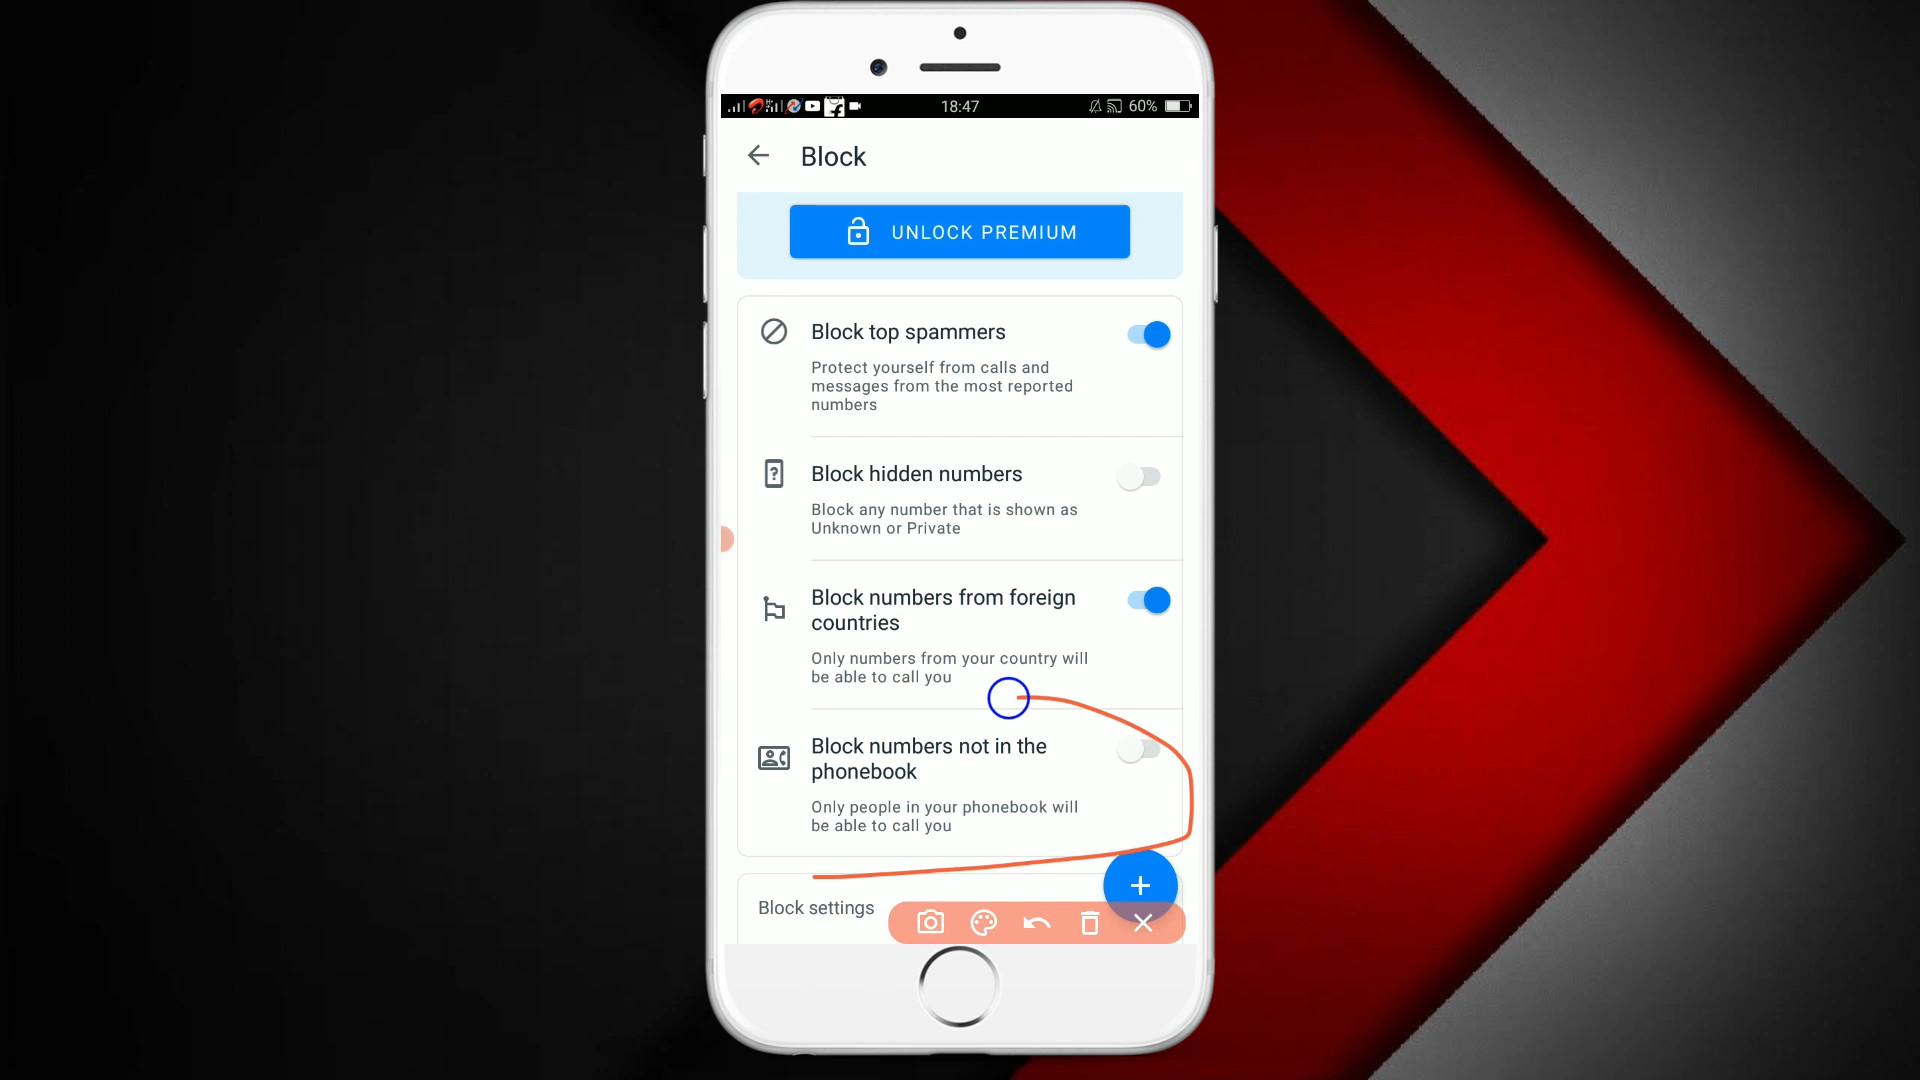 18:47
60%
Block
UNLOCK PREMIUM
Block top spammers
Protect yourself from calls and
messages from the most reported
numbers
Block hidden numbers
Block any number that is shown as
Unknown or Private
Block numbers from foreign
countries
Only numbers from your country will
be able to call you
Block numbers not in the
phonebook
Only people in your phonebook will
be able to call you
Block settings